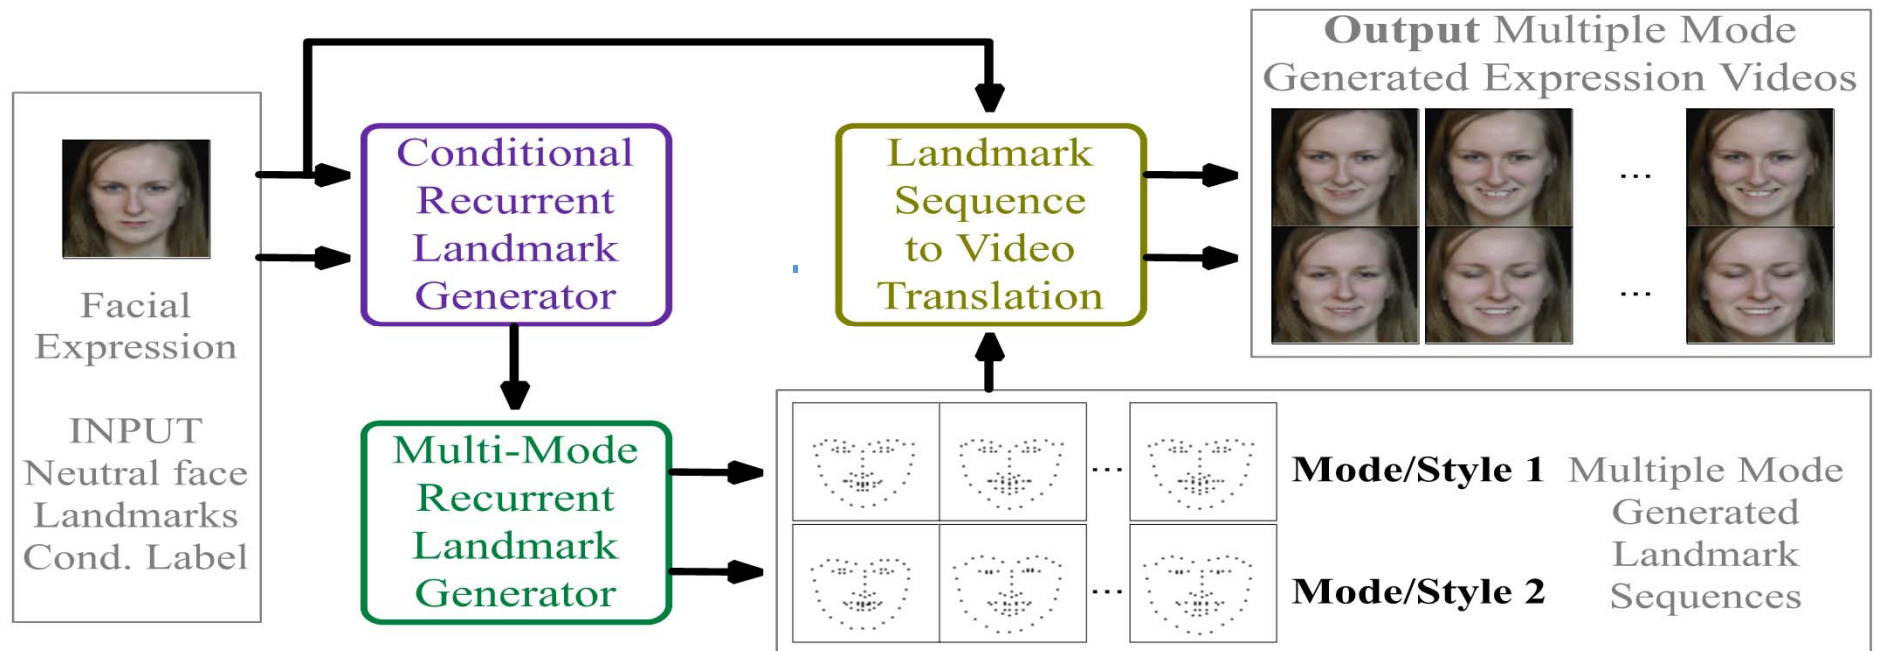 Facial
Expression
INPUT
Neutral face
Landmarks
Cond. Label
Conditional
Recurrent
Landmark
Generator
Multi-Mode
Recurrent
Landmark
Generator
Landmark
Sequence
to Video
Translation
Output Multiple Mode
Generated Expression Videos
...
...
...
Mode/Style 1
...
Mode/Style 2
Multiple Mode
Generated
Landmark
Sequences